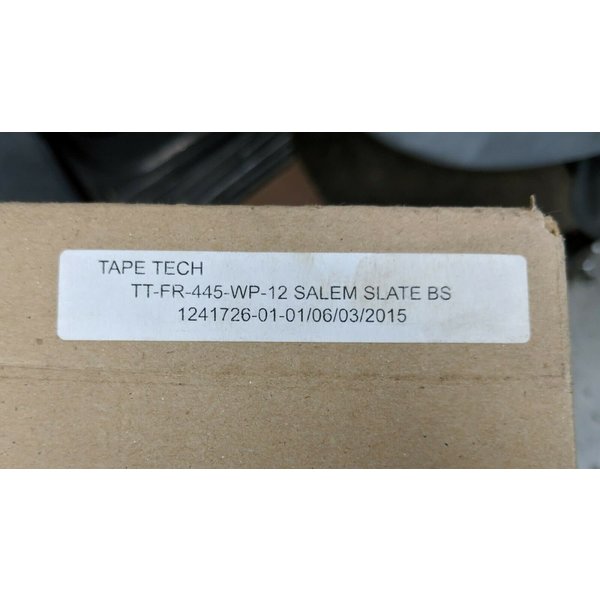 TAPE TECH
TT-FR-445-WP-12 SALEM SLATE BS
1241726-01-01/06/03/2015